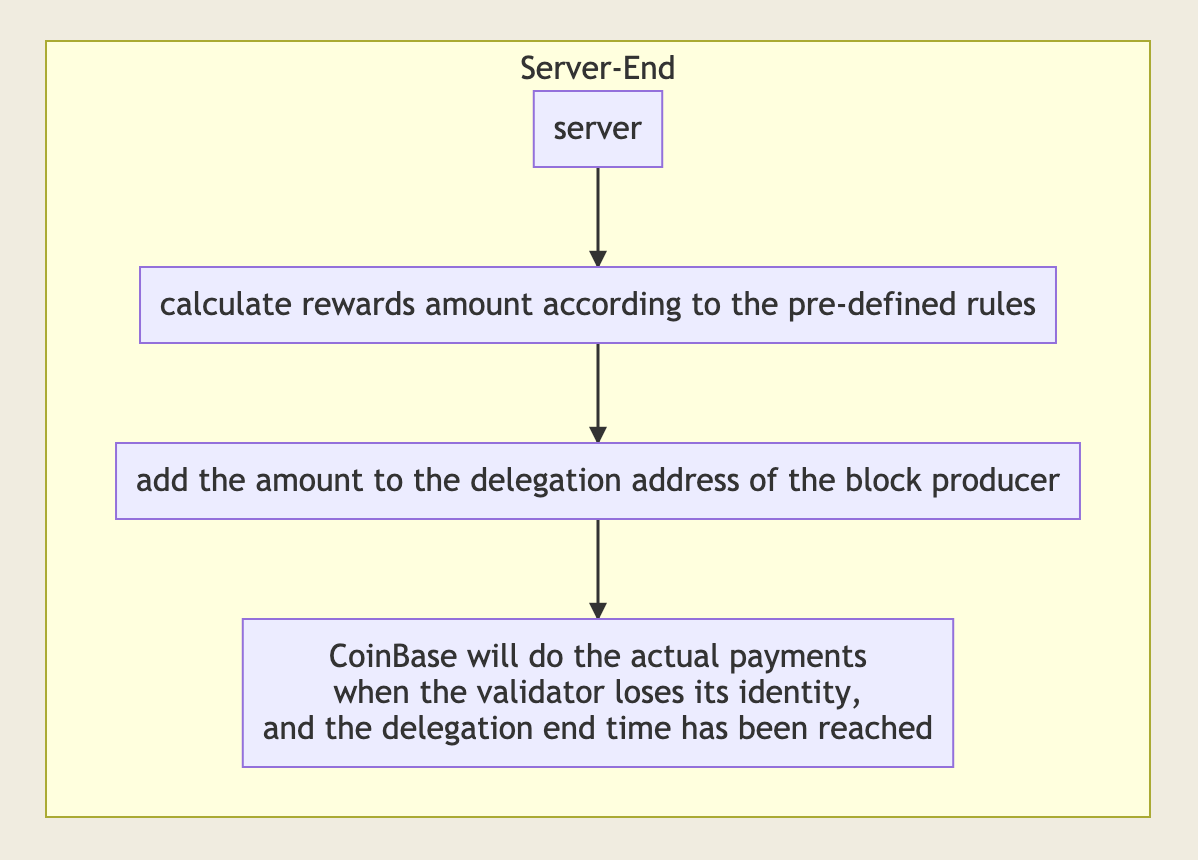 Server-End
server
calculate rewards amount according to the pre-defined rules
add the amount to the delegation address of the block producer
CoinBase will do the actual payments
when the validator loses its identity,
and the delegation end time has been reached